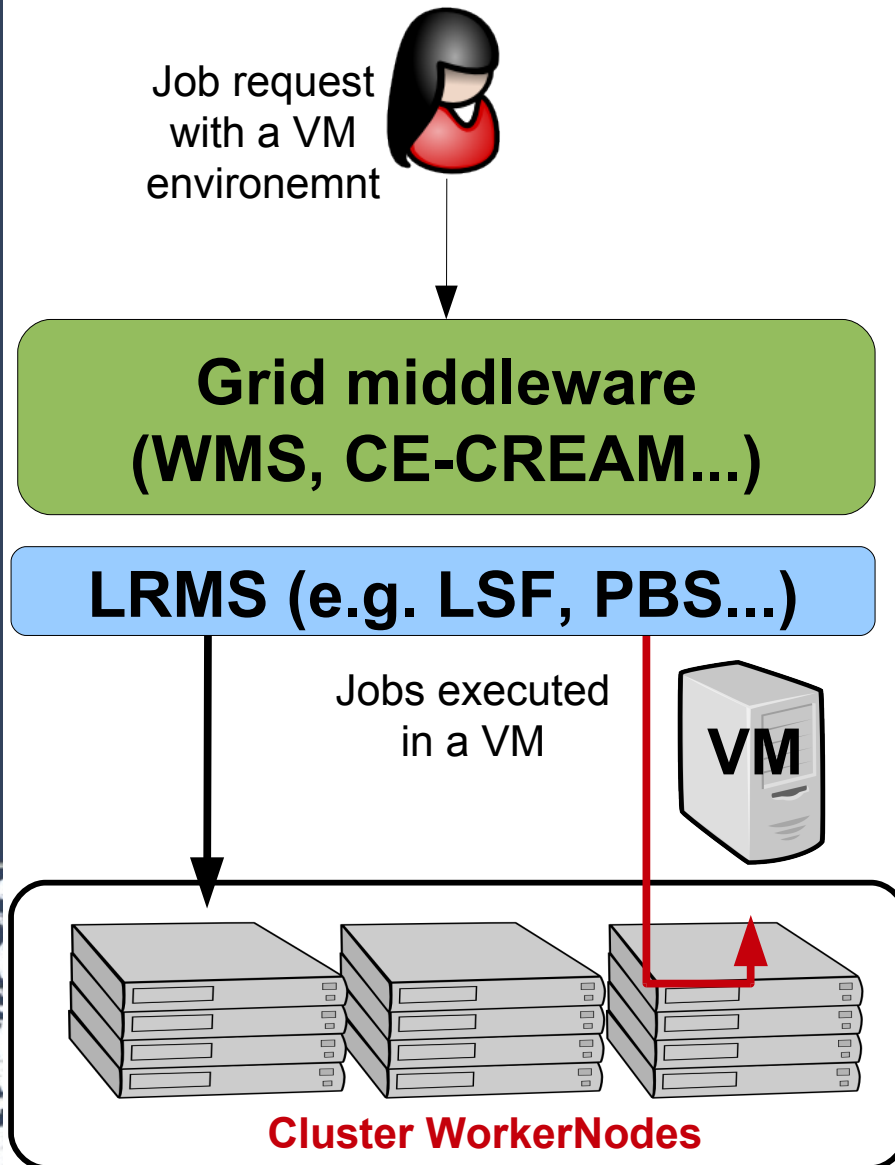 Job request
with a VM
environemnt
Grid middleware
(WMS, CE-CREAM...)
LRMS (e.g. LSF, PBS...)
Jobs executed
in a VM
VM
Cluster WorkerNodes